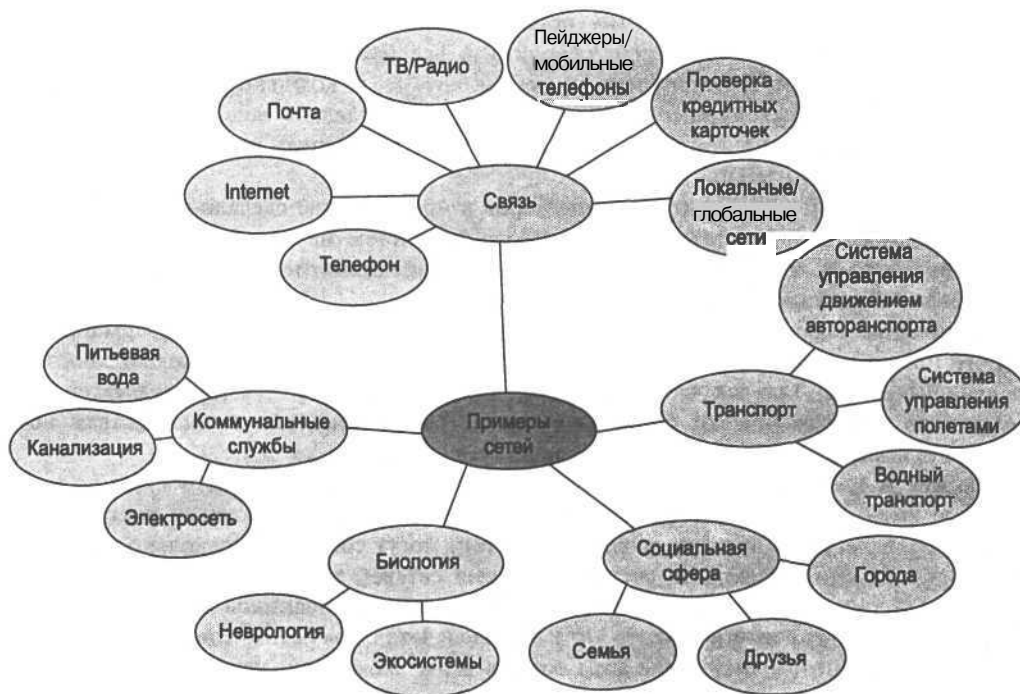 Пейджеры/
мобильные
телефоны
ТВ/Радио
Проверка
кредитных
карточек
Почта
Internet
Связь
Локальные/
глобальные
сети
Телефон
Система
управления
движением
авторанспорта
Питьевая
вода
Коммунальные
службы
Канализация
Электросеть
Примеры
сетей
Транспорт
Система
управления
полетами
Водный
транспорт
Биология
Неврология
Экосистемы
Социальная
сфера
Города
Семья
Друзья